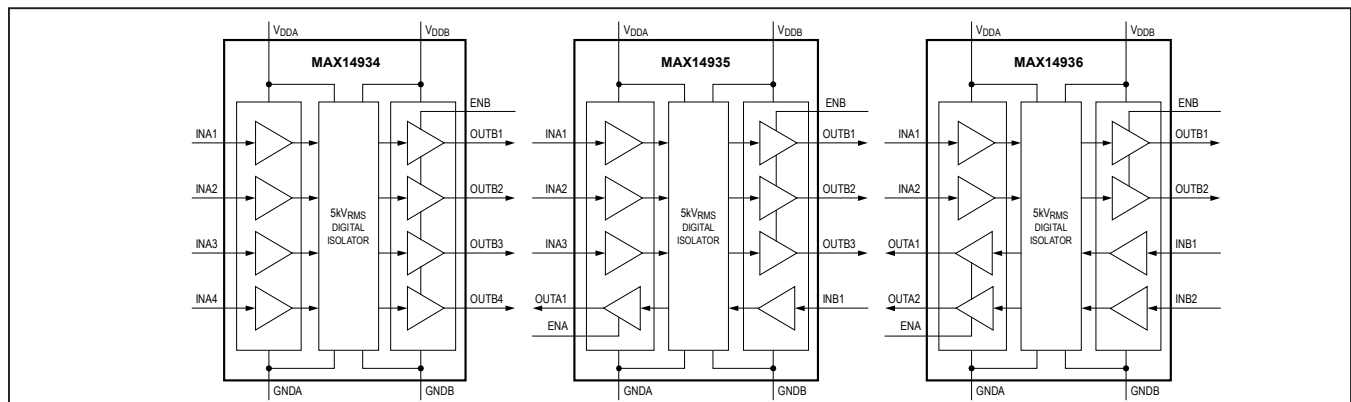 VDDA
VDDB
MAX14934
ENB
INA1
OUTB1
INA2
OUTB2
5kVRMS
DIGITAL
ISOLATOR
INA3
OUTB3
INA4
OUTB4
GNDA
GNDB
VDDA
VDDB
MAX14935
ENB
INA1
OUTB1
INA2
OUTB2
5kVRMS
DIGITAL
ISOLATOR
INA3
OUTB3
OUTA1
INB1
ENA
GNDA
GNDB
VDDA
VDDB
MAX14936
ENB
INA1
OUTB1
INA2
OUTB2
5kVRMS
DIGITAL
ISOLATOR
OUTA1
INB1
OUTA2
INB2
ENA
GNDA
GNDB